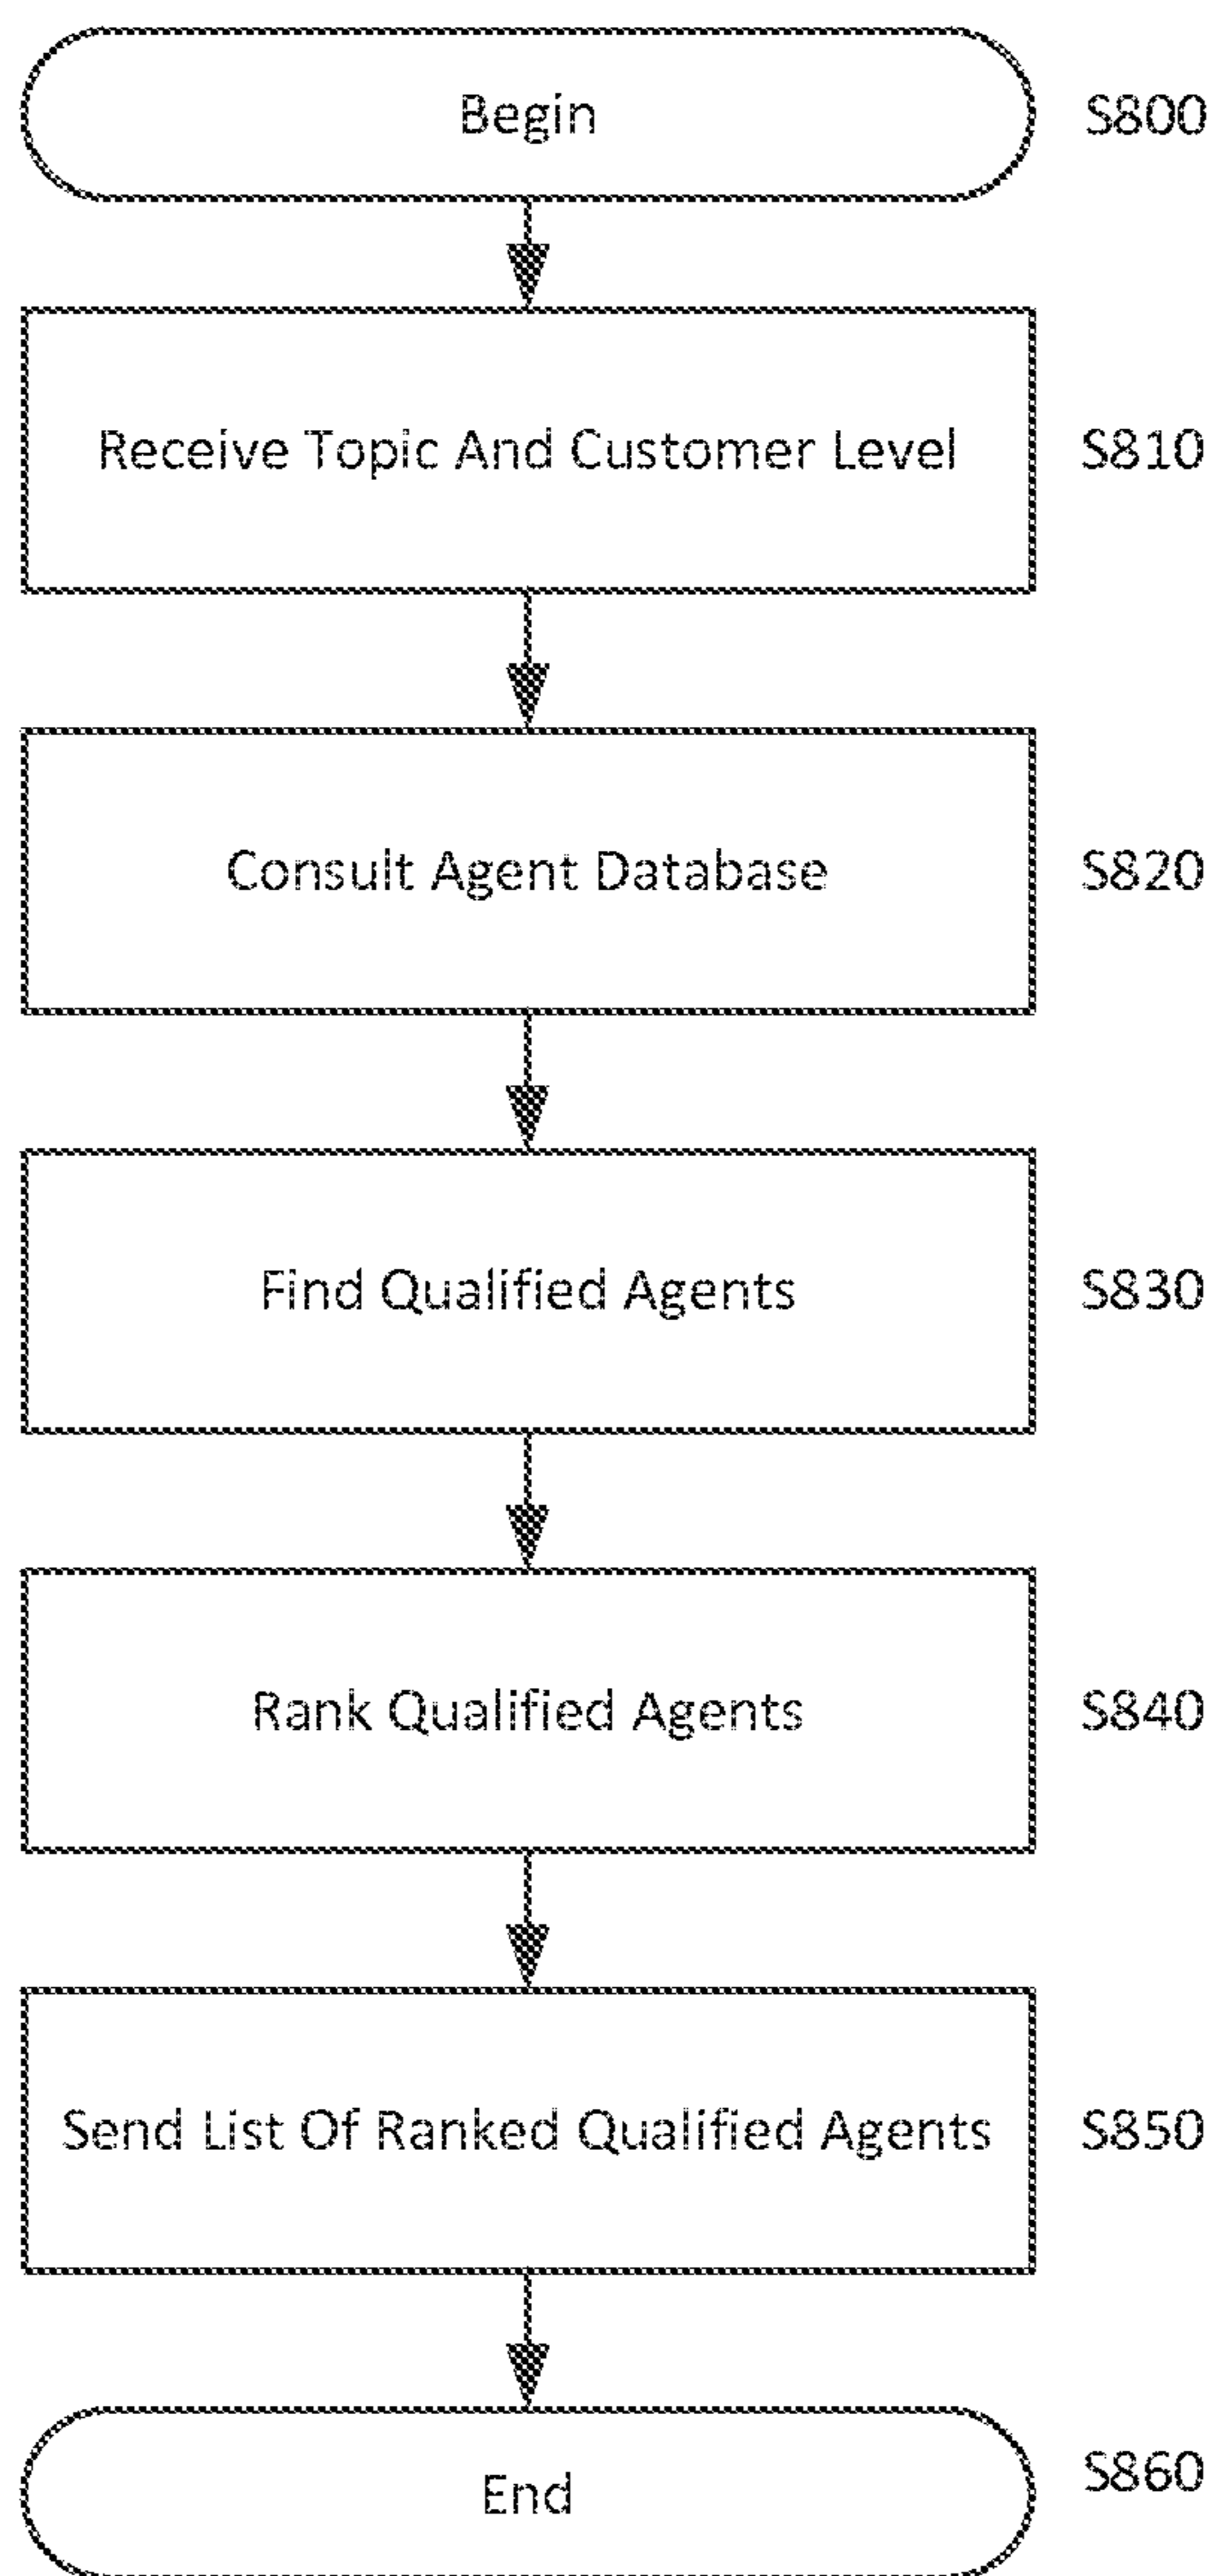 Begin S800
Receive Topic And Customer Level S810
Consult Agent Database S820
Find Qualified Agents S830
Rank Qualified Agents S840
Send List Of Ranked Qualified Agents S850
End S860